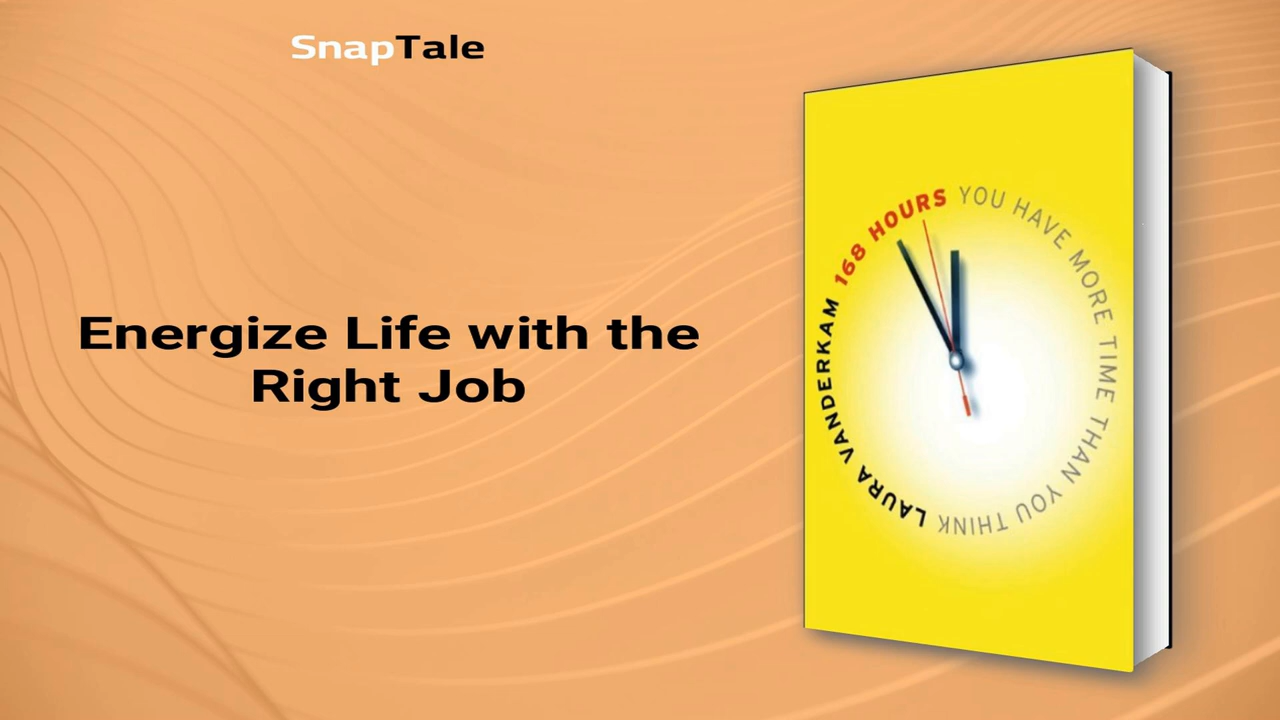 SnapTale
Energize Life with the
Right Job
168 HOURS YOU HAVE MORE TIME THAN YOU THINK LAURA VANDERKAM